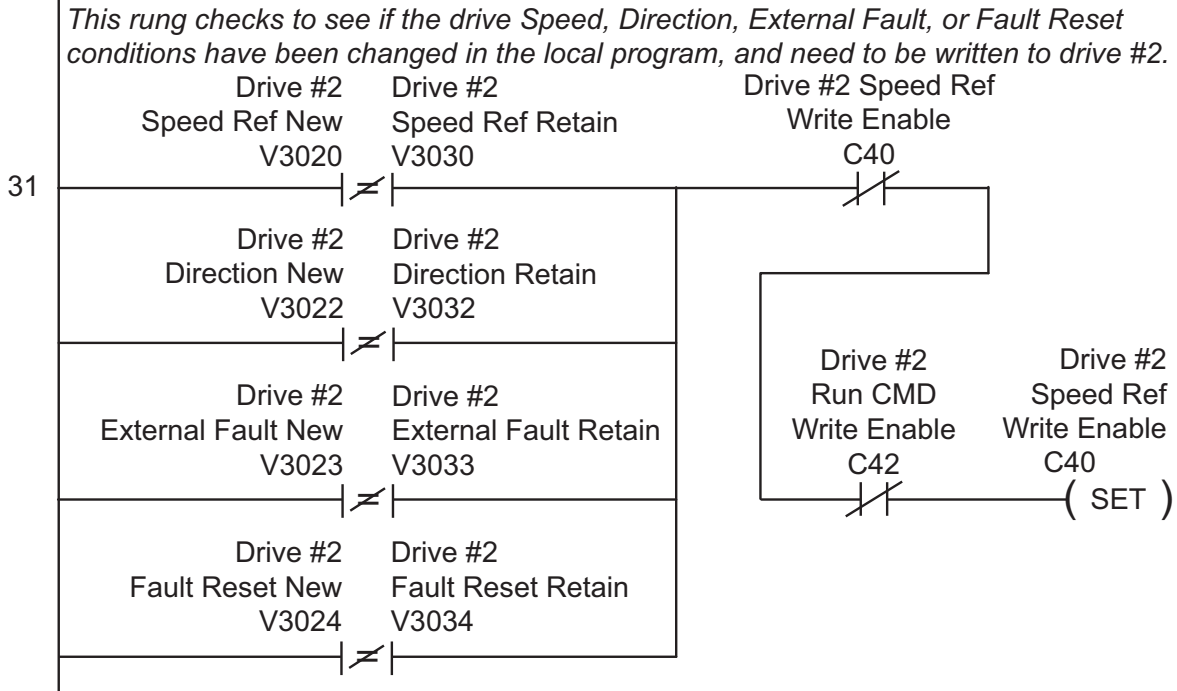 This rung checks to see if the drive Speed, Direction, External Fault, or Fault Reset
conditions have been changed in the local program, and need to be written to drive #2.
Drive #2 Drive #2
Speed Ref New Speed Ref Retain
V3020 V3030
Drive #2 Speed Ref
Write Enable
C40
31
=
Drive #2 Drive #2
Direction New Direction Retain
V3022 V3032
=
Drive #2 Drive #2
External Fault New External Fault Retain
V3023 V3033
=
Drive #2
Run CMD
Write Enable
C42
Drive #2
Speed Ref
Write Enable
C40
( SET )
Drive #2 Drive #2
Fault Reset New Fault Reset Retain
V3024 V3034
=